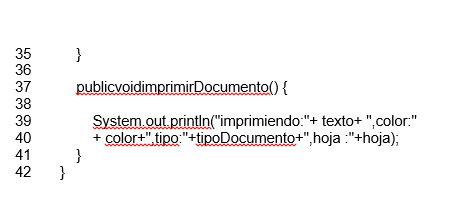 35 }
36
37 publicvoidimprimirDocumento() {
38
39 System.out.println("imprimiendo:"+ texto+ ",color:"
40 + color+",tipo:"+tipoDocumento+",hoja :"+hoja);
41 }
42 }